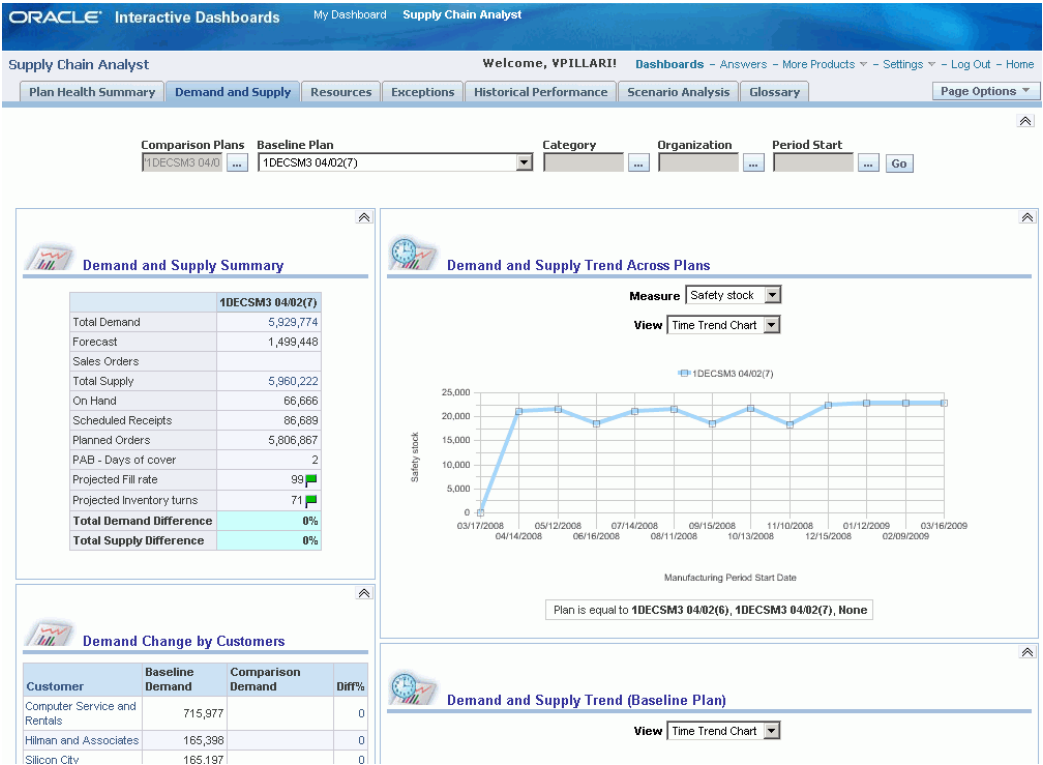 ORACLE® Interactive Dashboards My Dashboard Supply Chain Analyst
Supply Chain Analyst Welcome, VPILLARI! Dashboards - Answers - More Products - Settings - Log Out - Home
Plan Health Summary Demand and Supply Resources Exceptions Historical Performance Scenario Analysis Glossary Page Options
Comparison Plans Baseline Plan Category Organization Period Start
'1DECSM3 04/0 ... 1DECSM3 04/02(7) ... ... ... Go
Demand and Supply Summary
1DECSM3 04/02(7)
Total Demand 5,929,774
Forecast 1,499,448
Sales Orders
Total Supply 5,960,222
On Hand 66,666
Scheduled Receipts 86,689
Planned Orders 5,806,867
PAB - Days of cover 2
Projected Fill rate 99
Projected Inventory turns 71
Total Demand Difference 0%
Total Supply Difference 0%
Demand Change by Customers
Customer Baseline Demand Comparison Demand Diff%
Computer Service and Rentals 715,977 0
Hilman and Associates 165,398 0
Silicon City 165,197 0
Demand and Supply Trend Across Plans
Measure Safety stock
View Time Trend Chart
1DECSM3 04/02(7)
Safety stock
25,000
20,000
15,000
10,000
5,000
0
03/17/2008 05/12/2008 07/14/2008 09/15/2008 11/10/2008 01/12/2009 03/16/2009
04/14/2008 06/16/2008 08/11/2008 10/13/2008 12/15/2008 02/09/2009
Manufacturing Period Start Date
Plan is equal to 1DECSM3 04/02(6), 1DECSM3 04/02(7), None
Demand and Supply Trend (Baseline Plan)
View Time Trend Chart